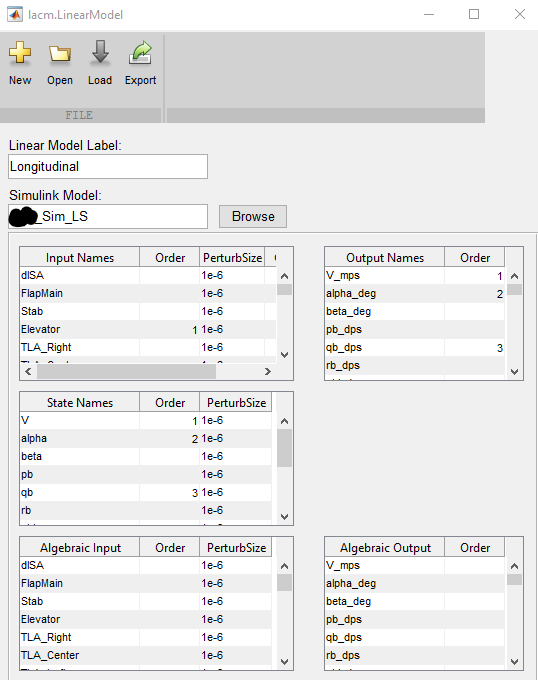 lacm.LinearModel
New Open Load Export
FILE
Linear Model Label:
Longitudinal
Simulink Model:
_Sim_LS Browse
Input Names Order PerturbSize
dISA 1e-6
FlapMain 1e-6
Stab 1e-6
Elevator 1 1e-6
TLA_Right 1e-6
Output Names Order
V_mps 1
alpha_deg 2
beta_deg
pb_dps
qb_dps 3
rb_dps
State Names Order PerturbSize
V 1 1e-6
alpha 2 1e-6
beta 1e-6
pb 1e-6
qb 3 1e-6
rb 1e-6
Algebraic Input Order PerturbSize
dISA 1e-6
FlapMain 1e-6
Stab 1e-6
Elevator 1e-6
TLA_Right 1e-6
TLA_Center 1e-6
Algebraic Output Order
V_mps
alpha_deg
beta_deg
pb_dps
qb_dps
rb_dps